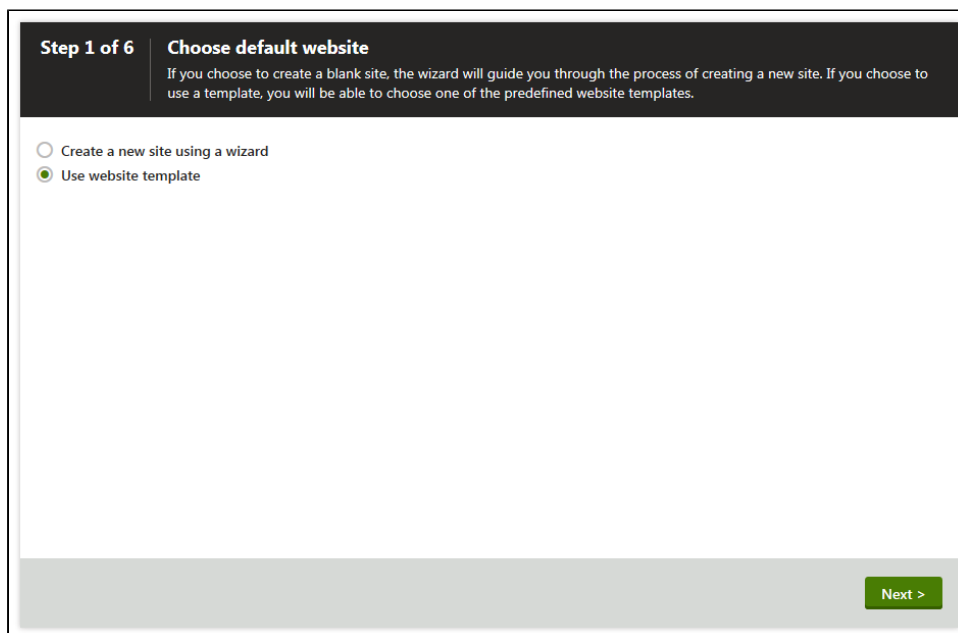 Step 1 of 6
Choose default website
If you choose to create a blank site, the wizard will guide you through the process of creating a new site. If you choose to
use a template, you will be able to choose one of the predefined website templates.
Create a new site using a wizard
Use website template
Next >